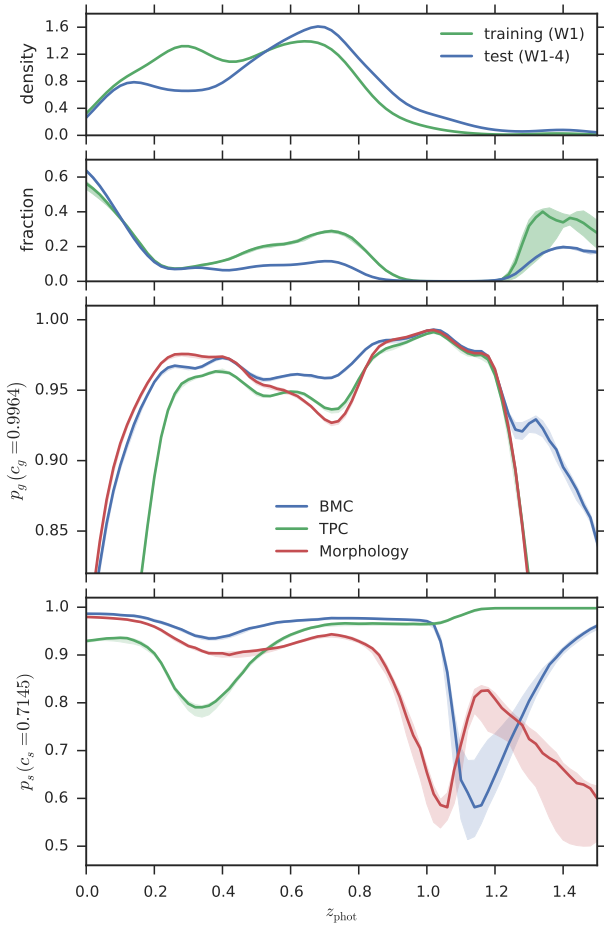 1.6
1.2
0.8
0.4
0.0
density
training (W1)
test (W1-4)
0.6
0.4
0.2
0.0
fraction
1.00
0.95
0.90
0.85
p_g (c_g = 0.9964)
BMC
TPC
Morphology
1.0
0.9
0.8
0.7
0.6
0.5
p_s (c_s = 0.7145)
0.0 0.2 0.4 0.6 0.8 1.0 1.2 1.4
z_phot